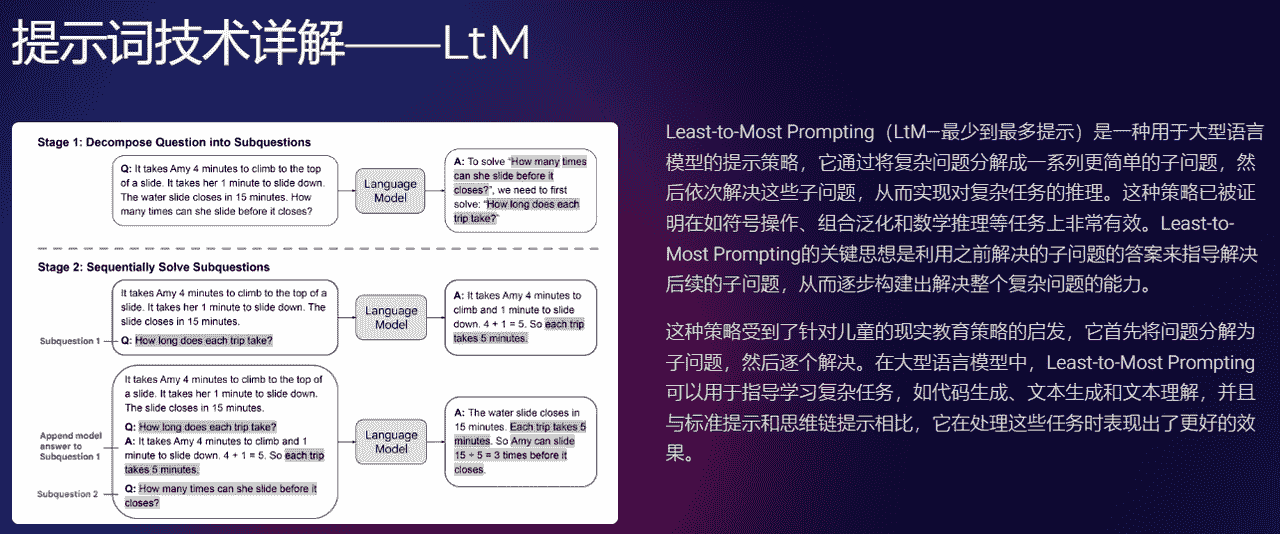 提示词技术详解——LtM
Stage 1: Decompose Question into Subquestions
Q: It takes Amy 4 minutes to climb to the top
of a slide. It takes her 1 minute to slide down.
The water slide closes in 15 minutes. How
many times can she slide before it closes?
Language
Model
A: To solve “How many times
can she slide before it
closes?”, we need to first
solve: “How long does each
trip take?”
Stage 2: Sequentially Solve Subquestions
It takes Amy 4 minutes to climb to the top of a
slide. It takes her 1 minute to slide down. The
slide closes in 15 minutes.
Subquestion 1
Q: How long does each trip take?
Language
Model
A: It takes Amy 4 minutes to
climb and 1 minute to slide
down. 4 + 1 = 5. So each trip
takes 5 minutes.
It takes Amy 4 minutes to climb to the top of
a slide. It takes her 1 minute to slide down.
The slide closes in 15 minutes.
Q: How long does each trip take?
Append model
answer to
Subquestion 1
A: It takes Amy 4 minutes to climb and 1
minute to slide down. 4 + 1 = 5. So each trip
takes 5 minutes.
Subquestion 2
Q: How many times can she slide before it
closes?
Language
Model
A: The water slide closes in
15 minutes. Each trip takes 5
minutes. So Amy can slide
15 ÷ 5 = 3 times before it
closes.
Least-to-Most Prompting（LtM—最少到最多提示）是一种用于大型语言
模型的提示策略，它通过将复杂问题分解成一系列更简单的子问题，然
后依次解决这些子问题，从而实现对复杂任务的推理。这种策略已被证
明在如符号操作、组合泛化和数学推理等任务上非常有效。Least-to-
Most Prompting的关键思想是利用之前解决的子问题的答案来指导解决
后续的子问题，从而逐步构建出解决整个复杂问题的能力。
这种策略受到了针对儿童的现实教育策略的启发，它首先将问题分解为
子问题，然后逐个解决。在大型语言模型中，Least-to-Most Prompting
可以用于指导学习复杂任务，如代码生成、文本生成和文本理解，并且
与标准提示和思维链提示相比，它在处理这些任务时表现出了更好的效
果。